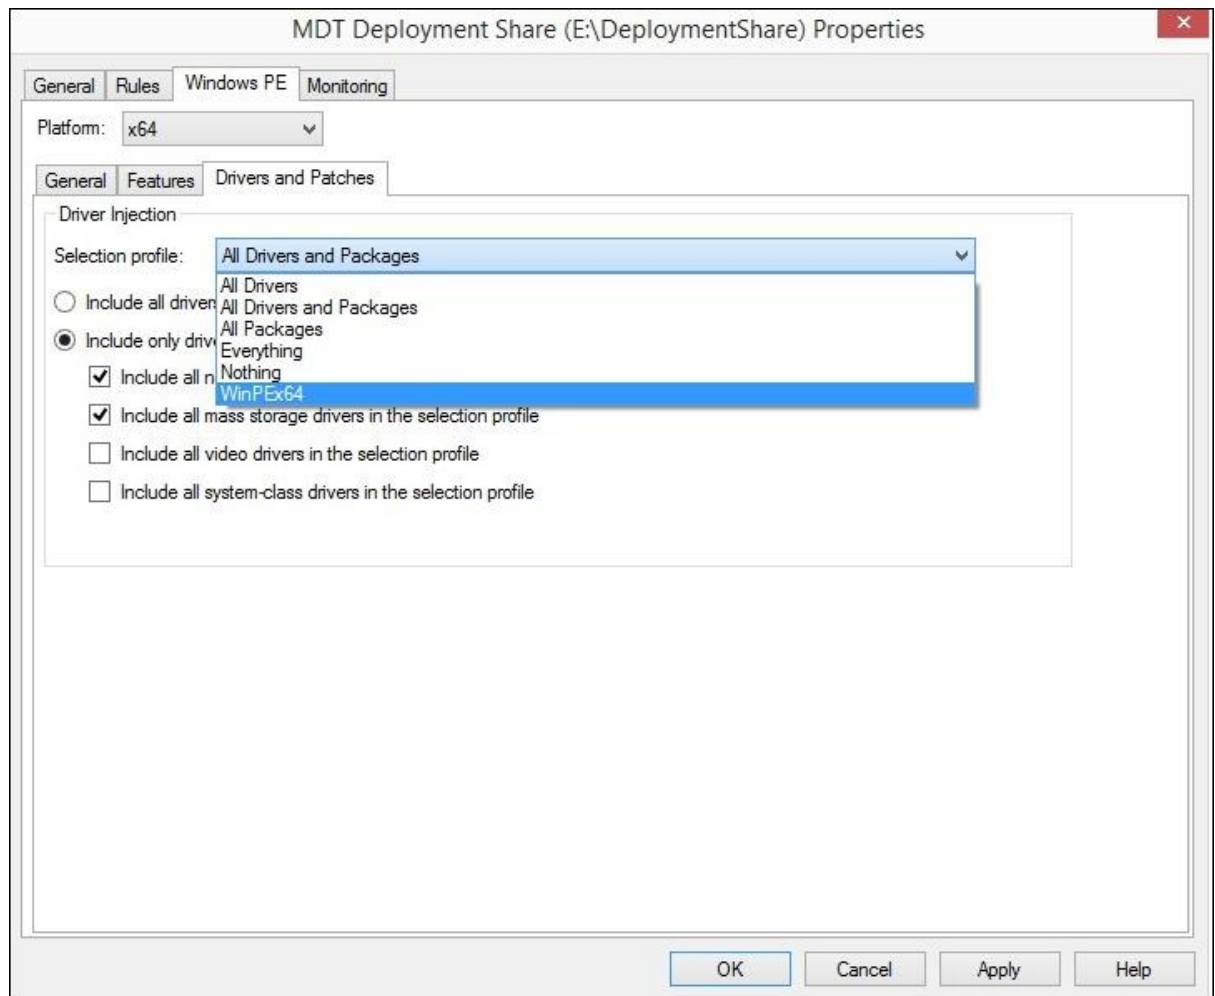 MDT Deployment Share (E:\DeploymentShare) Properties
General Rules Windows PE Monitoring
Platform: x64
General Features Drivers and Patches
Driver Injection
Selection profile: All Drivers and Packages
All Drivers
Include all
All Drivers and Packages
All Packages
Include only
Everything
Nothing
Include all
WinPEx64
Include all mass storage drivers in the selection profile
Include all video drivers in the selection profile
Include all system-class drivers in the selection profile
OK Cancel Apply Help